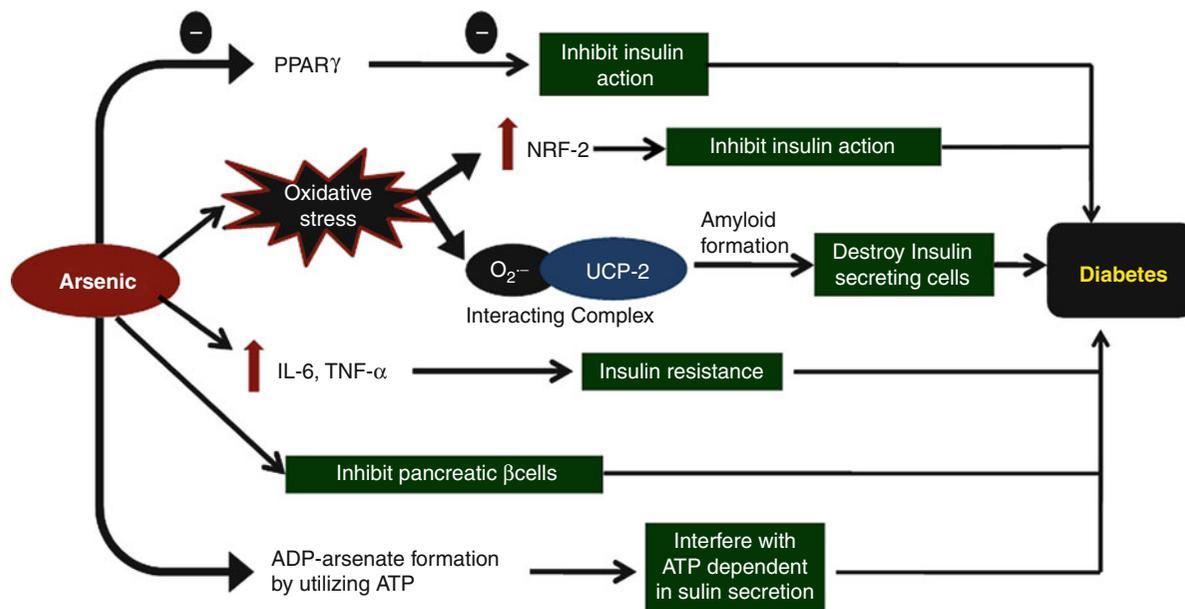 −
−
PPARγ
Inhibit insulin
action
NRF-2
Inhibit insulin action
Oxidative
stress
Amyloid
formation
Arsenic
O₂·−
UCP-2
Destroy Insulin
secreting cells
Diabetes
Interacting Complex
IL-6, TNF-α
Insulin resistance
Inhibit pancreatic βcells
ADP-arsenate formation
by utilizing ATP
Interfere with
ATP dependent
in sulin secretion